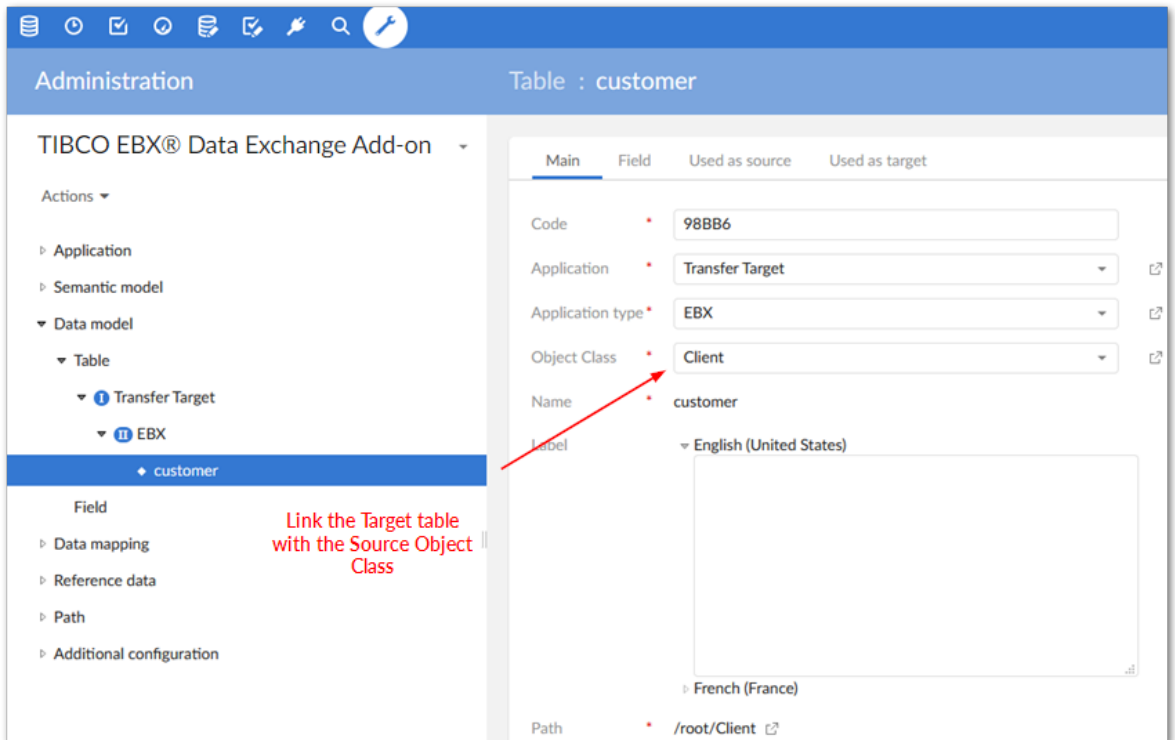 Administration
Table : customer
TIBCO EBX® Data Exchange Add-on
Actions
Application
Semantic model
Data model
Table
I Transfer Target
II EBX
customer
Field
Data mapping
Reference data
Path
Additional configuration
Link the Target table
with the Source Object
Class
Main Field Used as source Used as target
Code * 98BB6
Application * Transfer Target
Application type * EBX
Object Class * Client
Name * customer
Label English (United States)
French (France)
Path * /root/Client